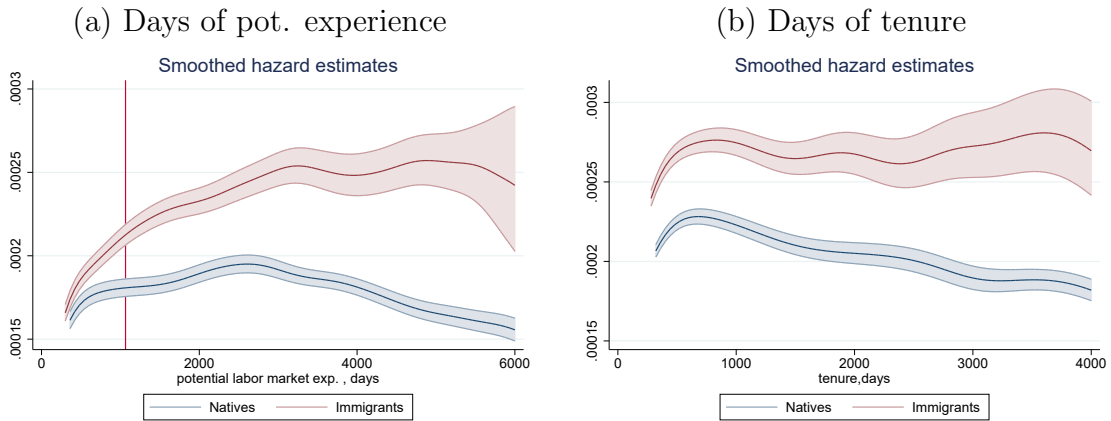 (a) Days of pot. experience
Smoothed hazard estimates
.0003
.00025
.0002
.00015
0 2000 4000 6000
potential labor market exp. , days
Natives Immigrants
(b) Days of tenure
Smoothed hazard estimates
.0003
.00025
.0002
.00015
0 1000 2000 3000 4000
tenure,days
Natives Immigrants